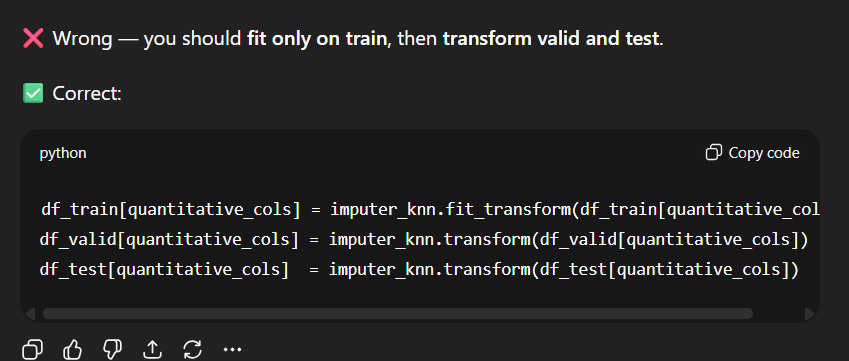 ❌ Wrong — you should fit only on train, then transform valid and test.
✅ Correct:
python
Copy code
df_train[quantitative_cols] = imputer_knn.fit_transform(df_train[quantitative_col
df_valid[quantitative_cols] = imputer_knn.transform(df_valid[quantitative_cols])
df_test[quantitative_cols]  = imputer_knn.transform(df_test[quantitative_cols])